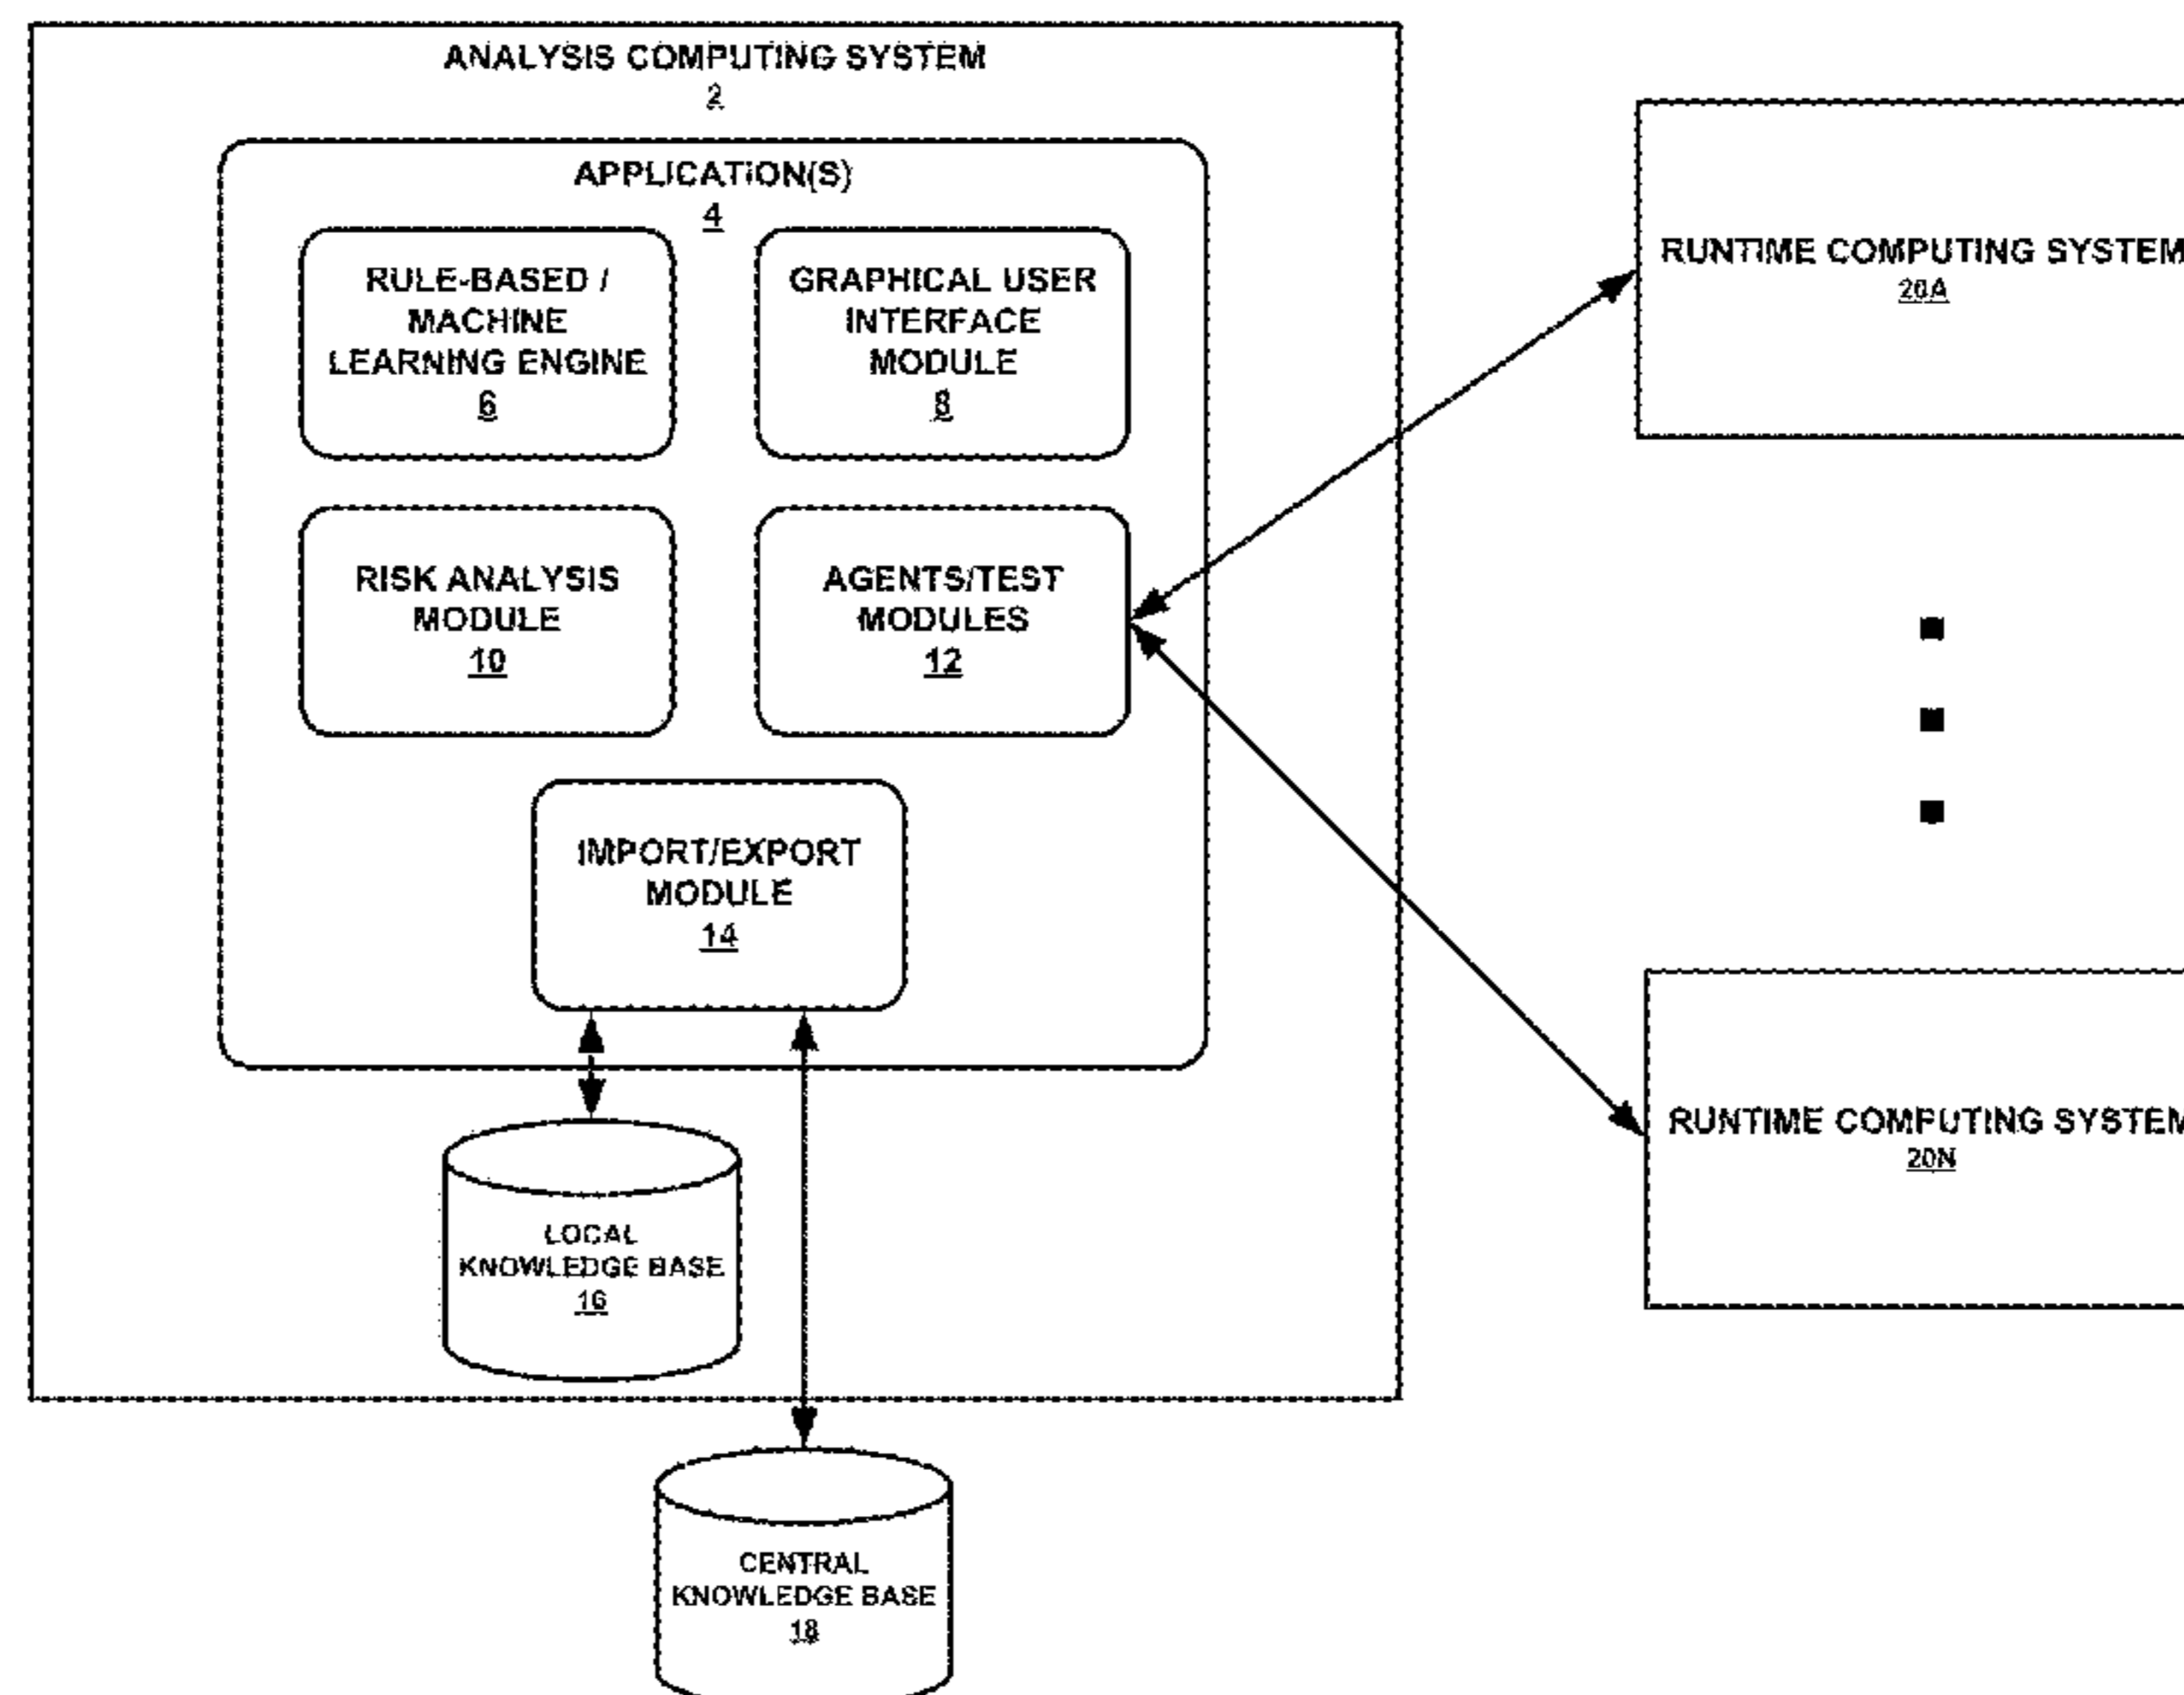 ANALYSIS COMPUTING SYSTEM
2
APPLICATION(S)
4
RULE-BASED /
MACHINE
LEARNING ENGINE
6
GRAPHICAL USER
INTERFACE
MODULE
8
RISK ANALYSIS
MODULE
10
AGENTS/TEST
MODULES
12
IMPORT/EXPORT
MODULE
14
LOCAL
KNOWLEDGE BASE
16
CENTRAL
KNOWLEDGE BASE
18
RUNTIME COMPUTING SYSTEM
20A
RUNTIME COMPUTING SYSTEM
20N